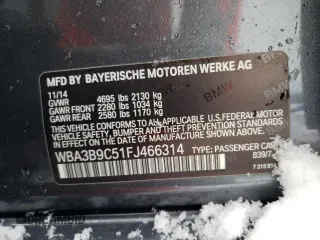 MFD BY BAYERISCHE MOTOREN WERKE AG
11/14
GVWR 4695 lbs 2130 kg
GAWR FRONT 2280 lbs 1034 kg
GAWR REAR 2580 lbs 1170 kg
THIS VEHICLE CONFORMS TO ALL APPLICABLE U.S. FEDERAL MOTOR
VEHICLE SAFETY, BUMPER, AND THEFT PREVENTION
STANDARDS IN EFFECT ON THE DATE OF MANUFACTURE SHOWN ABOVE.
WBA3B9C51FJ466314 TYPE: PASSENGER CAR
B39/7